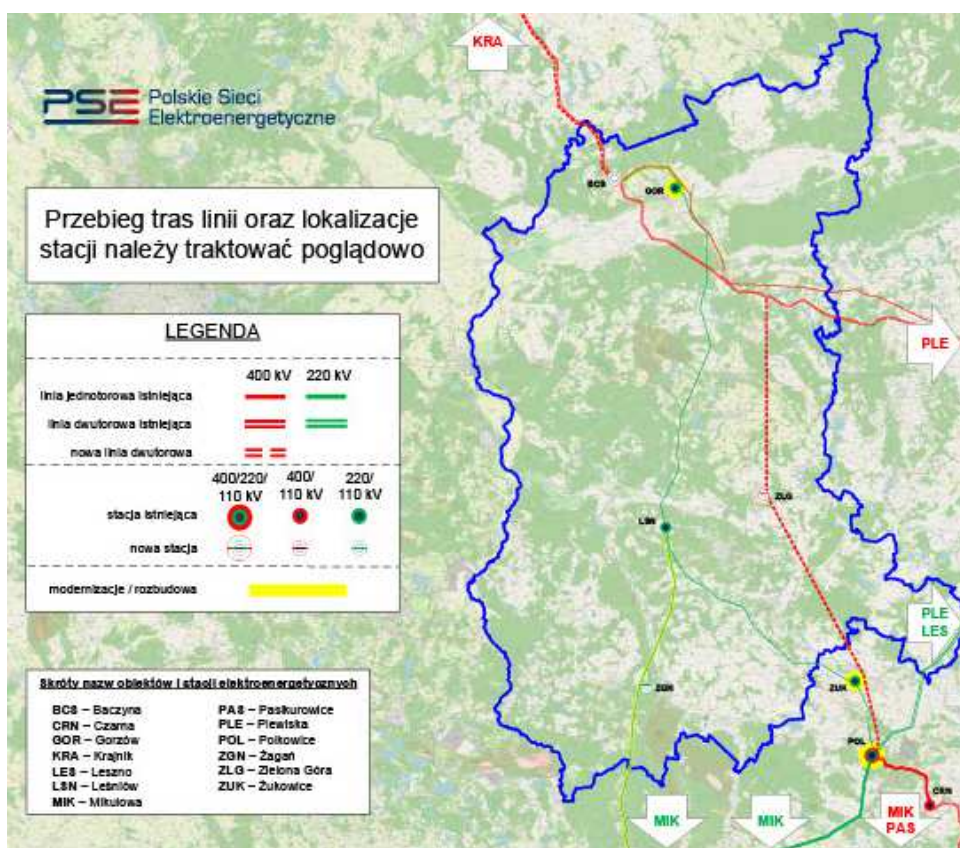 KRA
PSE Polskie Sieci
Elektroenergetyczne
BCS
GOR
Przebieg tras linii oraz lokalizacje
stacji należy traktować poglądowo
LEGENDA
400 kV 220 kV
linia jednotorowa istniejąca
linia dwutorowa istniejąca
nowa linia dwutorowa
400/220/
110 kV
400/
110 kV
220/
110 kV
stacja istniejąca
nowa stacja
modernizacje / rozbudowa
PLE
ZLG
LSN
PLE
LES
ZGN
ZUK
POL
CRN
MIK
MIK
MIK
PAS
Skróty nazw obiektów i stacji elektroenergetycznych
BCS – Baczyna
CRN – Czarna
GOR – Gorzów
KRA – Krajnik
LES – Leszno
LSN – Leśniów
MIK – Mikułowa
PAS – Pasikurowice
PLE – Plewiska
POL – Polkowice
ZGN – Żagań
ZLG – Zielona Góra
ZUK – Żukowice